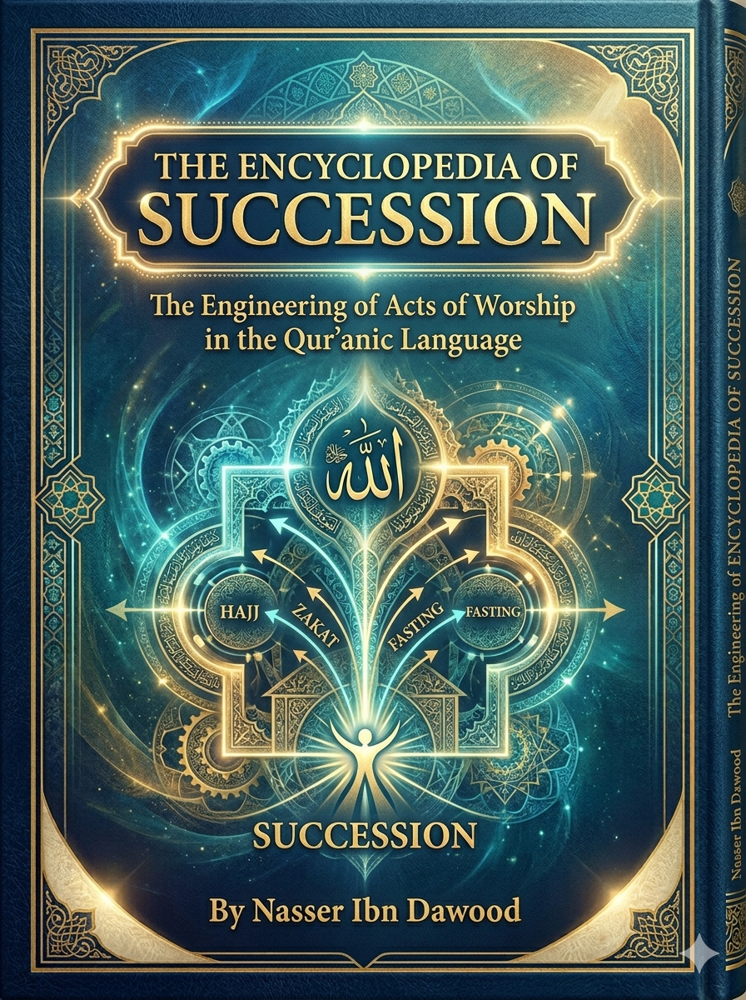 THE ENCYCLOPEDIA OF
SUCCESSION
The Engineering of Acts of Worship
in the Qur'anic Language
الله
HAJJ
ZAKAT
FASTING
FASTING
SUCCESSION
By Nasser Ibn Dawood
The Engineering of ENCYCLOPEDIA OF SUCCESSION
Nasser Ibn Dawood